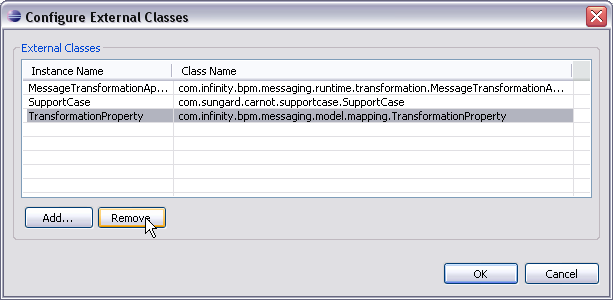 Configure External Classes
External Classes
Instance Name Class Name
MessageTransformationAp... com.infinity.bpm.messaging.runtime.transformation.MessageTransformationA...
SupportCase com.sungard.carnot.supportcase.SupportCase
TransformationProperty com.infinity.bpm.messaging.model.mapping.TransformationProperty
Add... Remove
OK Cancel